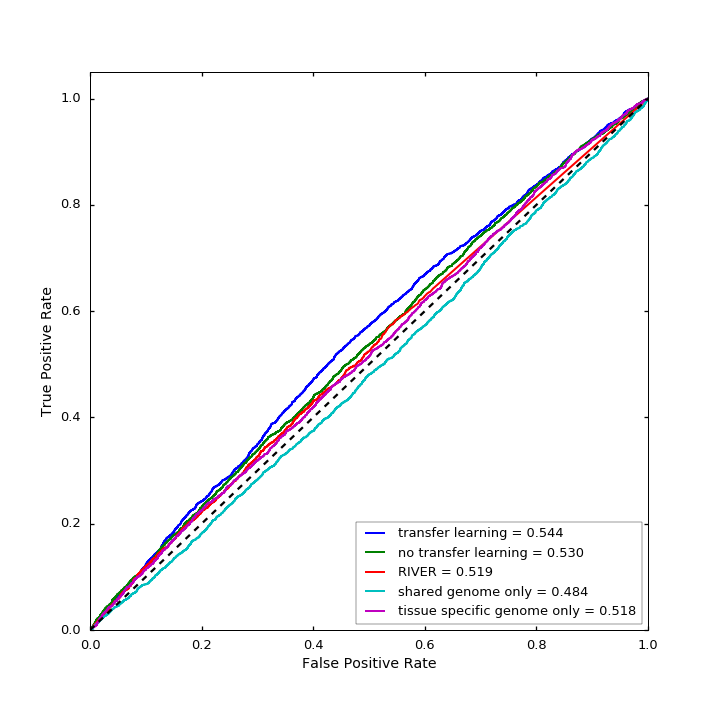 1.0
0.8
0.6
0.4
0.2
0.0
True Positive Rate
transfer learning = 0.544
no transfer learning = 0.530
RIVER = 0.519
shared genome only = 0.484
tissue specific genome only = 0.518
0.0 0.2 0.4 0.6 0.8 1.0
False Positive Rate